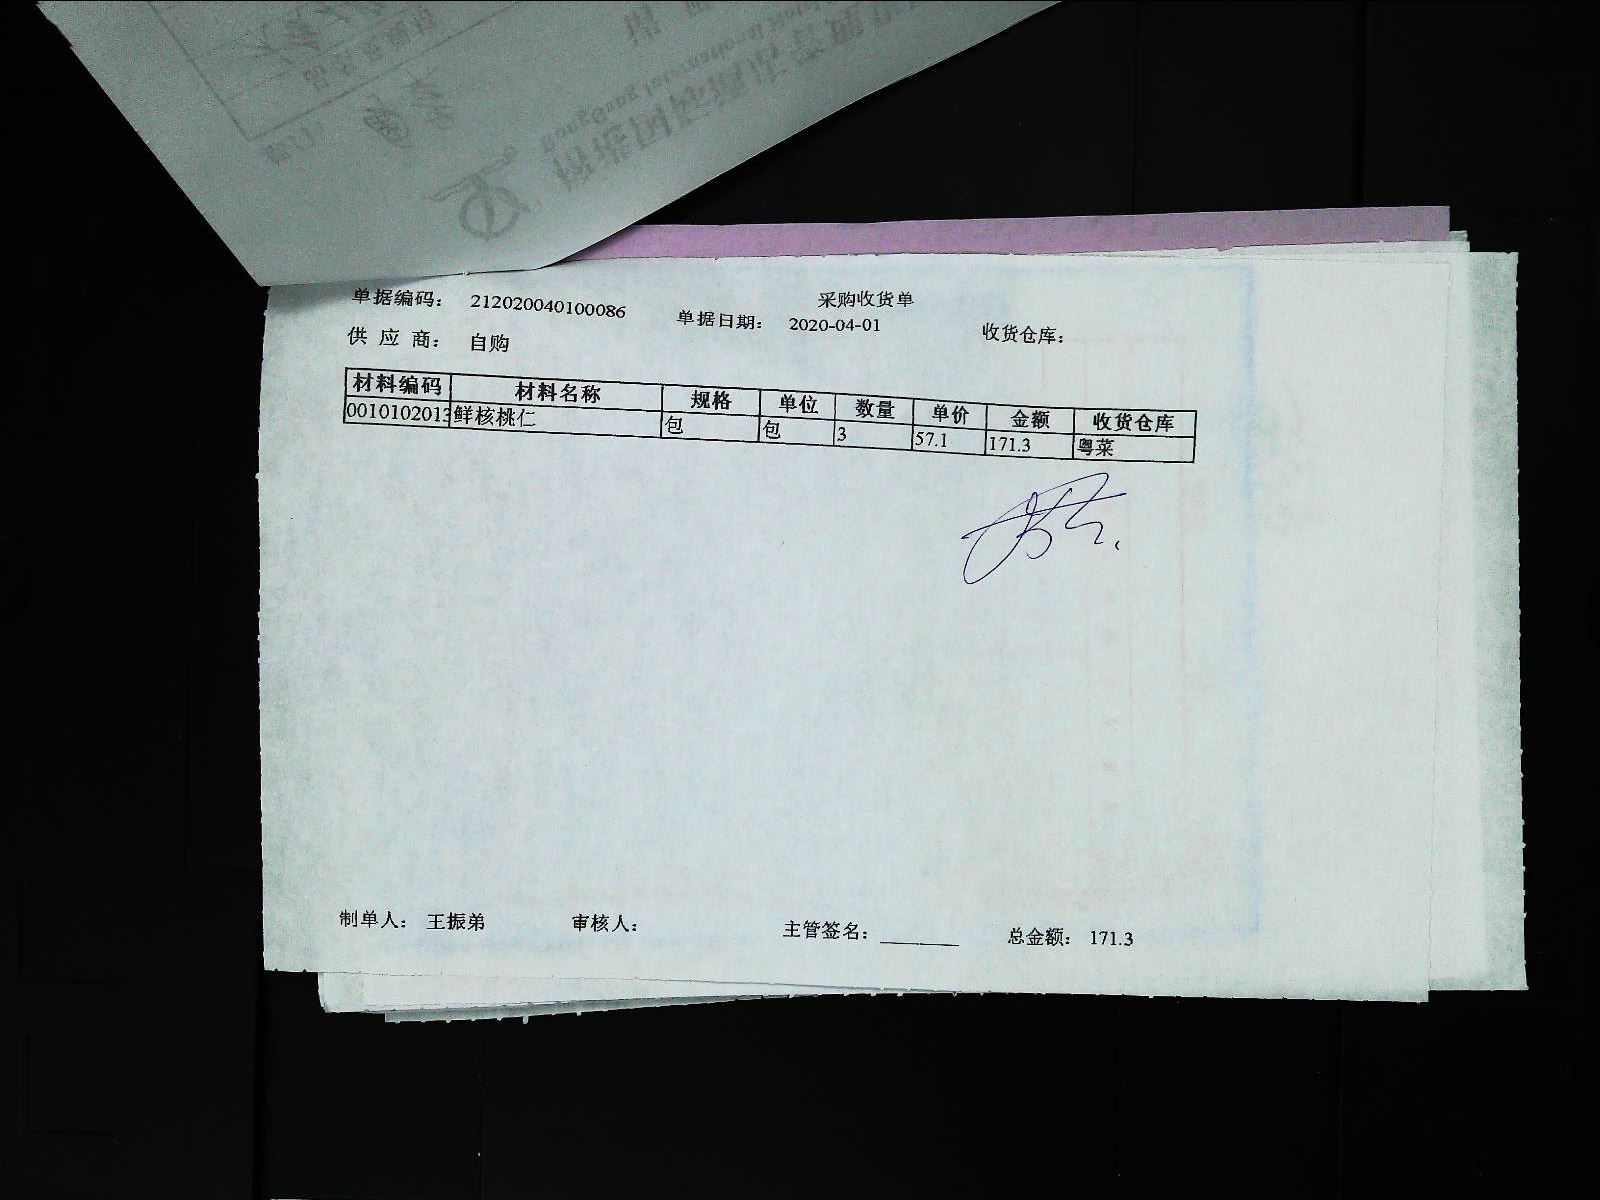 采购收货单
单据编码： 212020040100086 单据日期： 2020-04-01 收货仓库：
供 应 商： 自购
材料编码 材料名称 规格 单位 数量 单价 金额 收货仓库
0010102013 鲜核桃仁 包 包 3 57.1 171.3 粤菜
制单人： 王振弟 审核人： 主管签名：______ 总金额： 171.3